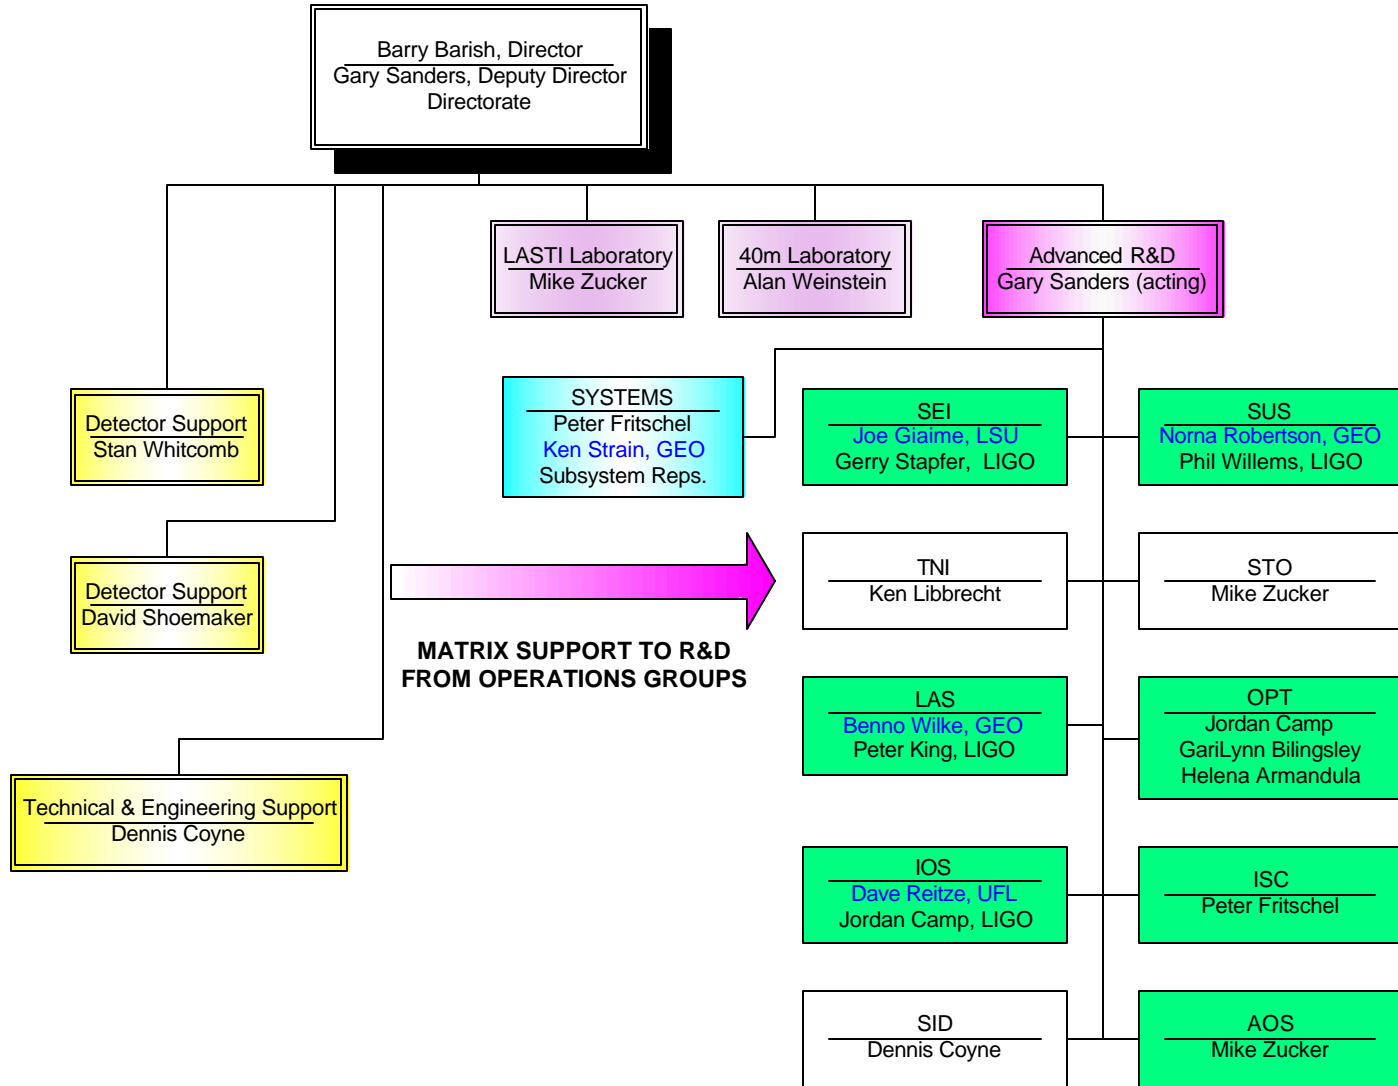 Barry Barish, Director
Gary Sanders, Deputy Director
Directorate
LASTI Laboratory
Mike Zucker
40m Laboratory
Alan Weinstein
Advanced R&D
Gary Sanders (acting)
Detector Support
Stan Whitcomb
SYSTEMS
Peter Fritschel
Ken Strain, GEO
Subsystem Reps.
SEI
Joe Giaime, LSU
Gerry Stapfer, LIGO
SUS
Norna Robertson, GEO
Phil Willems, LIGO
Detector Support
David Shoemaker
MATRIX SUPPORT TO R&D
FROM OPERATIONS GROUPS
TNI
Ken Libbrecht
STO
Mike Zucker
LAS
Benno Wilke, GEO
Peter King, LIGO
OPT
Jordan Camp
GariLynn Bilingsley
Helena Armandula
Technical & Engineering Support
Dennis Coyne
IOS
Dave Reitze, UFL
Jordan Camp, LIGO
ISC
Peter Fritschel
SID
Dennis Coyne
AOS
Mike Zucker